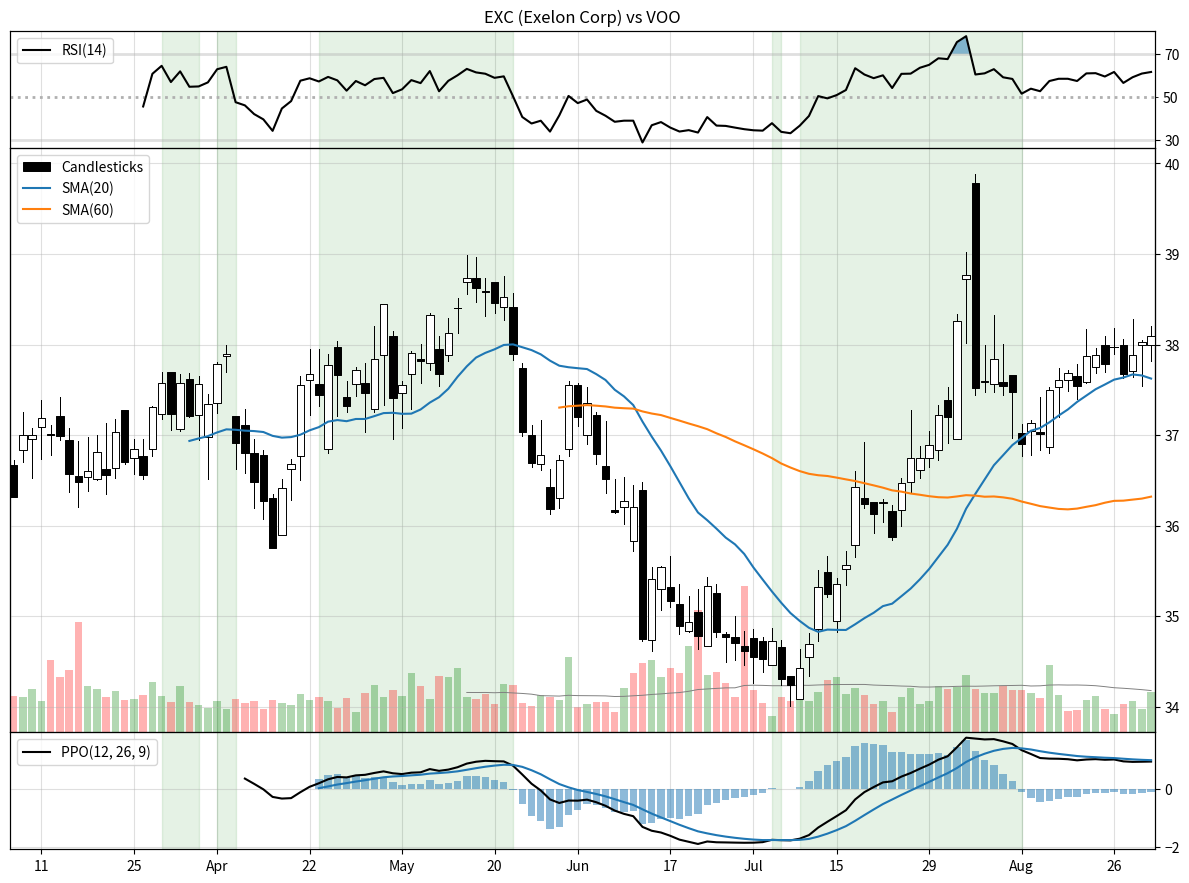 EXC (Exelon Corp) vs VOO
RSI(14)
70
50
30
Candlesticks
SMA(20)
SMA(60)
40
39
38
37
36
35
34
PPO(12, 26, 9)
0
−2
11 25 Apr 22 May 20 Jun 17 Jul 15 29 Aug 26